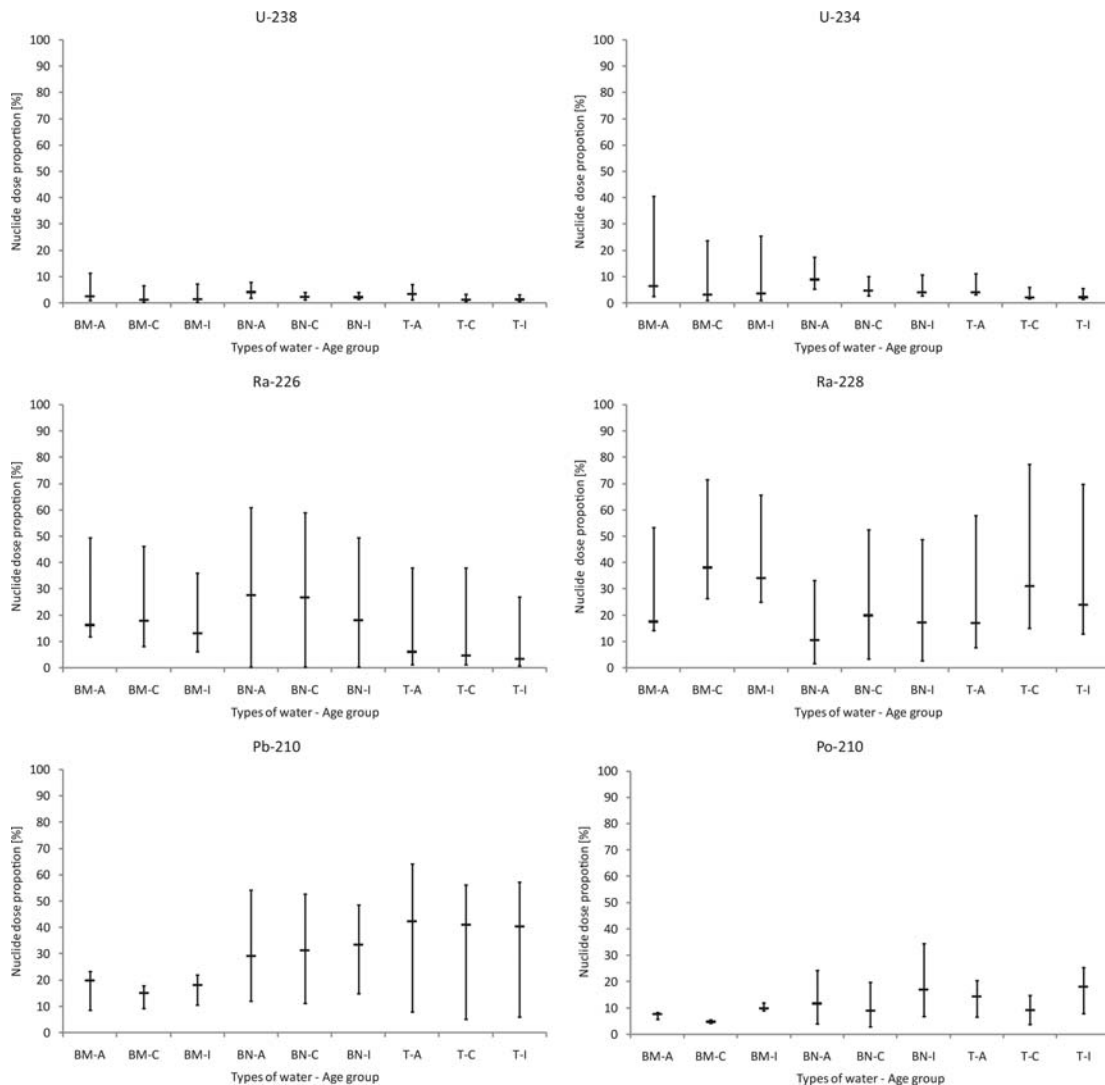 U-238
Nuclide dose propotion [%]
100
90
80
70
60
50
40
30
20
10
0
BM-A BM-C BM-I BN-A BN-C BN-I T-A T-C T-I
Types of water - Age group
U-234
Nuclide dose propotion [%]
100
90
80
70
60
50
40
30
20
10
0
BM-A BM-C BM-I BN-A BN-C BN-I T-A T-C T-I
Types of water - Age group
Ra-226
Nuclide dose propotion [%]
100
90
80
70
60
50
40
30
20
10
0
BM-A BM-C BM-I BN-A BN-C BN-I T-A T-C T-I
Types of water - Age group
Ra-228
Nuclide dose propotion [%]
100
90
80
70
60
50
40
30
20
10
0
BM-A BM-C BM-I BN-A BN-C BN-I T-A T-C T-I
Types of water - Age group
Pb-210
Nuclide dose propotion [%]
100
90
80
70
60
50
40
30
20
10
0
BM-A BM-C BM-I BN-A BN-C BN-I T-A T-C T-I
Types of water - Age group
Po-210
Nuclide dose propotion [%]
100
90
80
70
60
50
40
30
20
10
0
BM-A BM-C BM-I BN-A BN-C BN-I T-A T-C T-I
Types of water - Age group